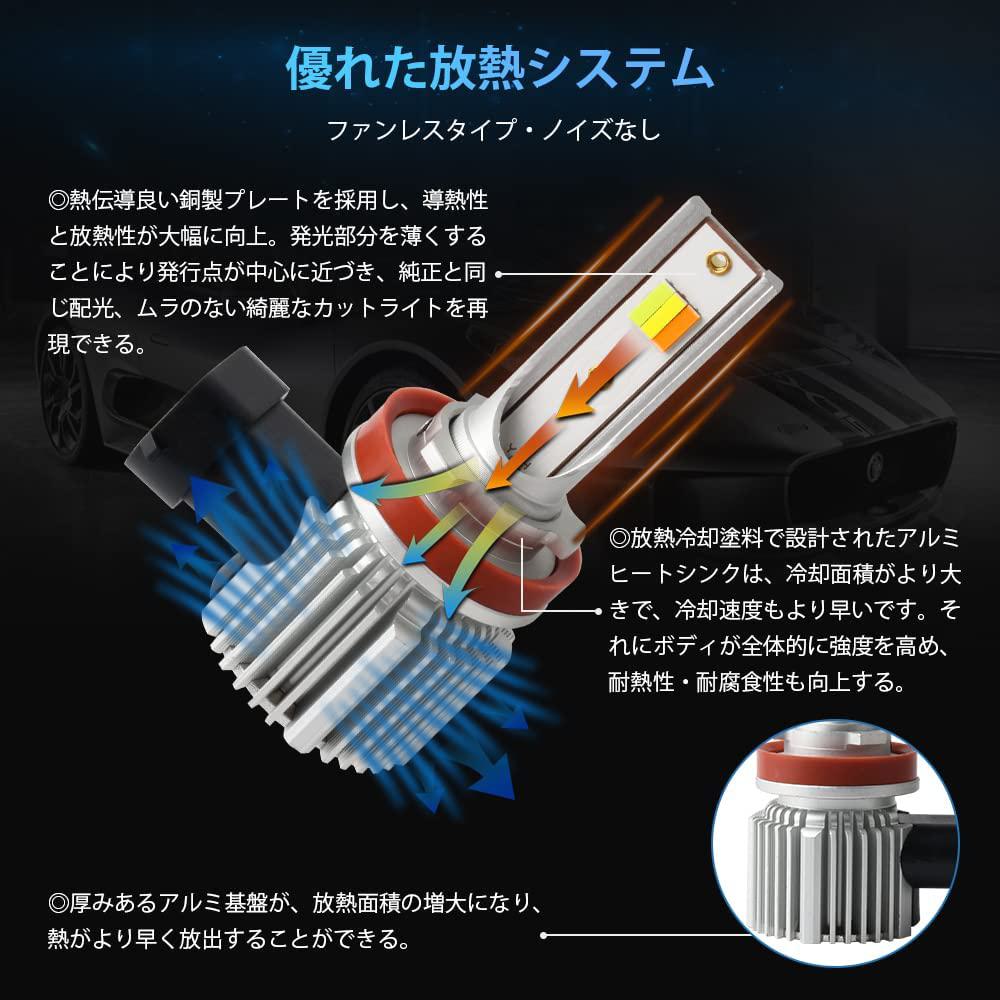 優れた放熱システム
ファンレスタイプ・ノイズなし
◎熱伝導良い銅製プレートを採用し、導熱性
と放熱性が大幅に向上。発光部分を薄くする
ことにより発行点が中心に近づき、純正と同
じ配光、ムラのない綺麗なカットライトを再
現できる。
◎放熱冷却塗料で設計されたアルミ
ヒートシンクは、冷却面積がより大
きで、冷却速度もより早いです。そ
れにボディが全体的に強度を高め、
耐熱性・耐腐食性も向上する。
◎厚みあるアルミ基盤が、放熱面積の増大になり、
熱がより早く放出することができる。